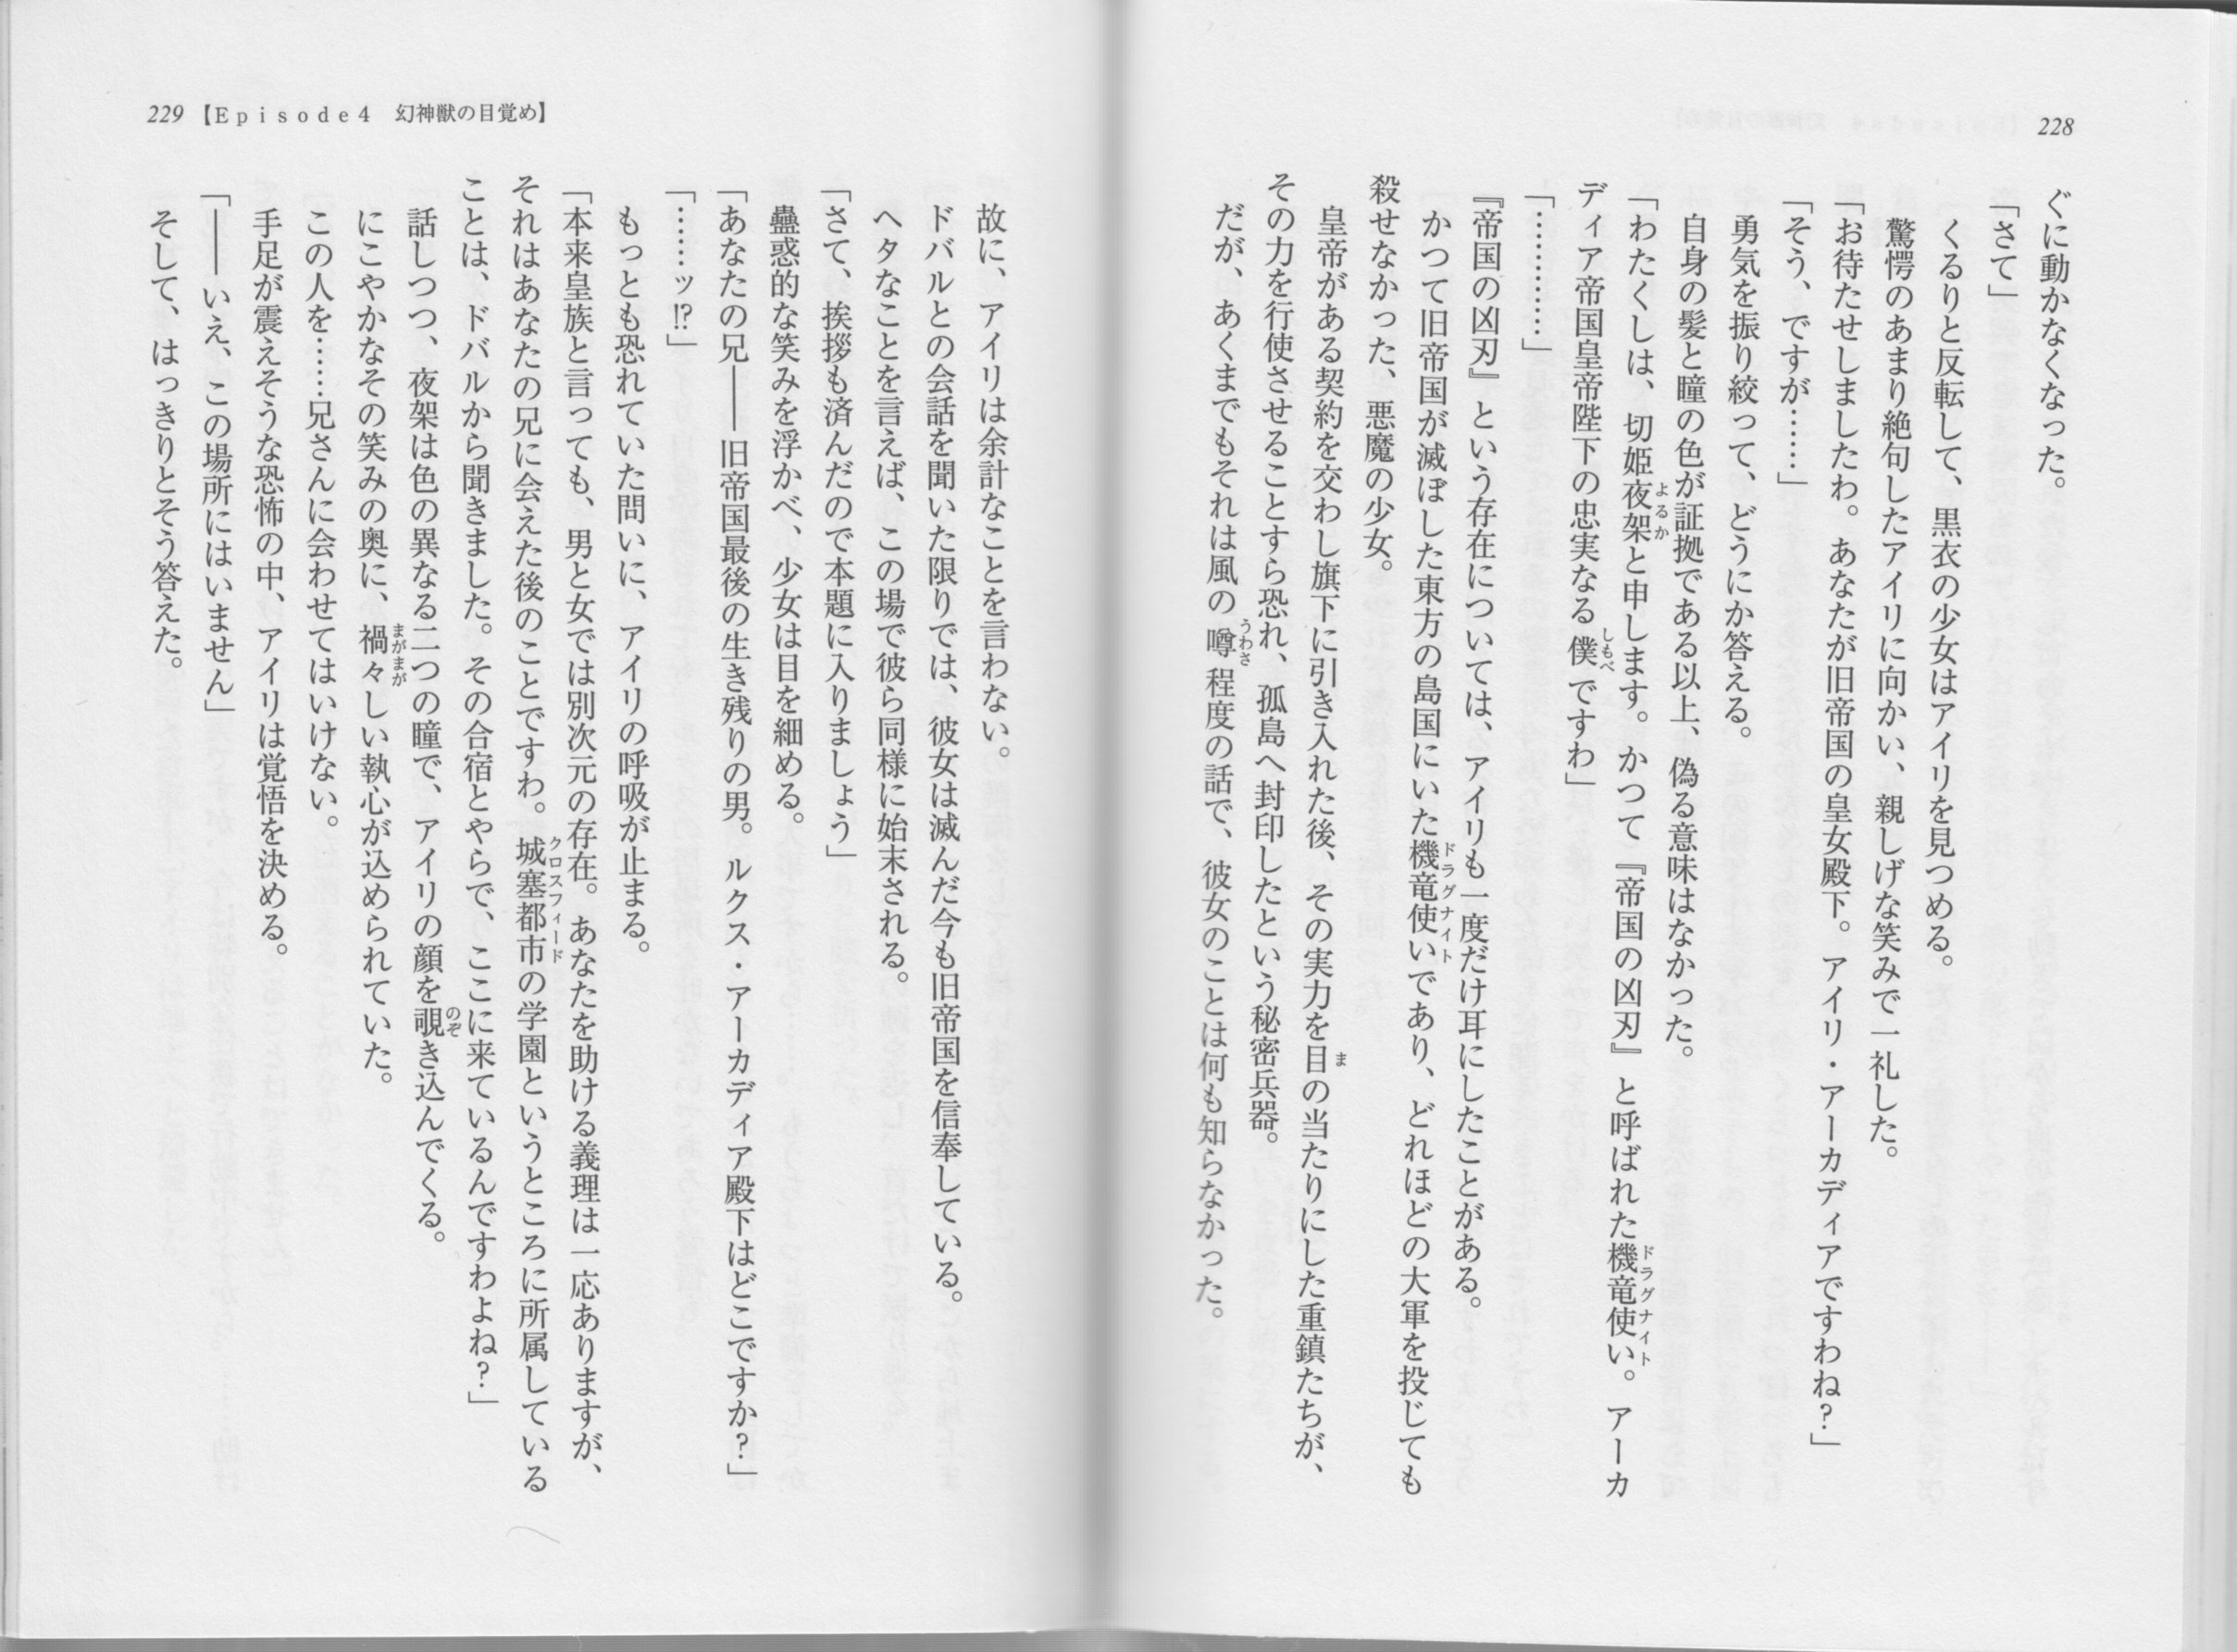 228
ぐに動かなくなった。
「さて」
くるりと反転して、黒衣の少女はアイリを見つめる。
驚愕のあまり絶句したアイリに向かい、親しげな笑みで一礼した。
「お待たせしましたわ。あなたが旧帝国の皇女殿下。アイリ・アーカディアですわね?」
「そう、ですが……」
勇気を振り絞って、どうにか答える。
自身の髪と瞳の色が証拠である以上、偽る意味はなかった。
「わたくしは、切姫夜架と申します。かつて『帝国の凶刃』と呼ばれた機竜使い。アーカ
よるか
ドラグナイト
ディア帝国皇帝陛下の忠実なる僕ですわ」
しもべ
「…………」
『帝国の凶刃』という存在については、アイリも一度だけ耳にしたことがある。
かつて旧帝国が滅ぼした東方の島国にいた機竜使いであり、どれほどの大軍を投じても
ドラグナイト
殺せなかった、悪魔の少女。
皇帝がある契約を交わし旗下に引き入れた後、その実力を目の当たりにした重鎮たちが、
ま
その力を行使させることすら恐れ、孤島へ封印したという秘密兵器。
だが、あくまでもそれは風の噂程度の話で、彼女のことは何も知らなかった。
うわさ
229 【Episode4 幻神獣の目覚め】
故に、アイリは余計なことを言わない。
ドバルとの会話を聞いた限りでは、彼女は滅んだ今も旧帝国を信奉している。
ヘタなことを言えば、この場で彼ら同様に始末される。
「さて、挨拶も済んだので本題に入りましょう」
蠱惑的な笑みを浮かべ、少女は目を細める。
「あなたの兄――旧帝国最後の生き残りの男。ルクス・アーカディア殿下はどこですか?」
「……ッ!?」
もっとも恐れていた問いに、アイリの呼吸が止まる。
「本来皇族と言っても、男と女では別次元の存在。あなたを助ける義理は一応ありますが、
それはあなたの兄に会えた後のことですわ。城塞都市の学園というところに所属している
クロスフィード
ことは、ドバルから聞きました。その合宿とやらで、ここに来ているんですわよね?」
話しつつ、夜架は色の異なる二つの瞳で、アイリの顔を覗き込んでくる。
のぞ
にこやかなその笑みの奥に、禍々しい執心が込められていた。
まがまが
この人を……兄さんに会わせてはいけない。
手足が震えそうな恐怖の中、アイリは覚悟を決める。
「――いえ、この場所にはいません」
そして、はっきりとそう答えた。